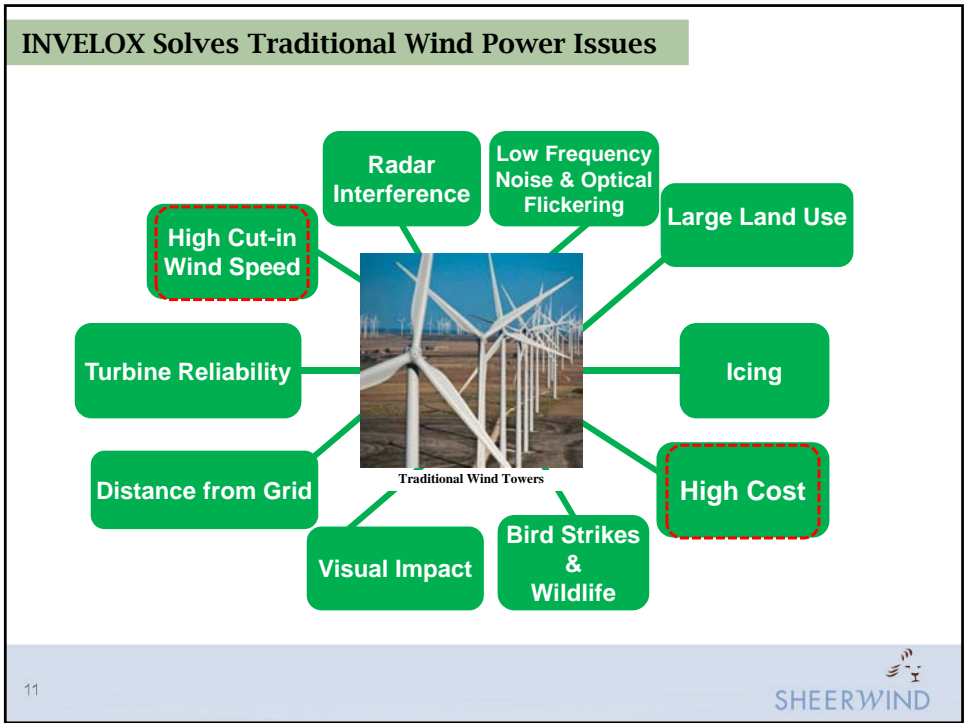 INVELOX Solves Traditional Wind Power Issues
Radar
Interference
Low Frequency
Noise & Optical
Flickering
Large Land Use
High Cut-in
Wind Speed
Turbine Reliability
Icing
Traditional Wind Towers
Distance from Grid
High Cost
Visual Impact
Bird Strikes
&
Wildlife
11
SHEERWIND